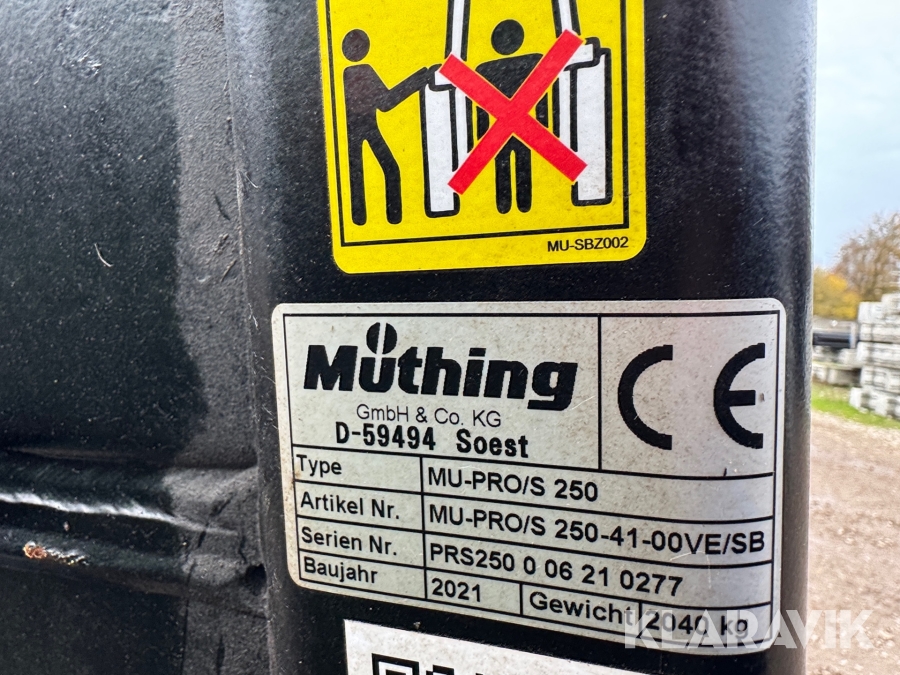 MU-SBZ002
Müthing
GmbH & Co. KG
D-59494 Soest
CE
Type MU-PRO/S 250
Artikel Nr. MU-PRO/S 250-41-00VE/SB
Serien Nr. PRS250 0 06 21 0277
Baujahr 2021 Gewicht 2040 kg
KLARAVIK